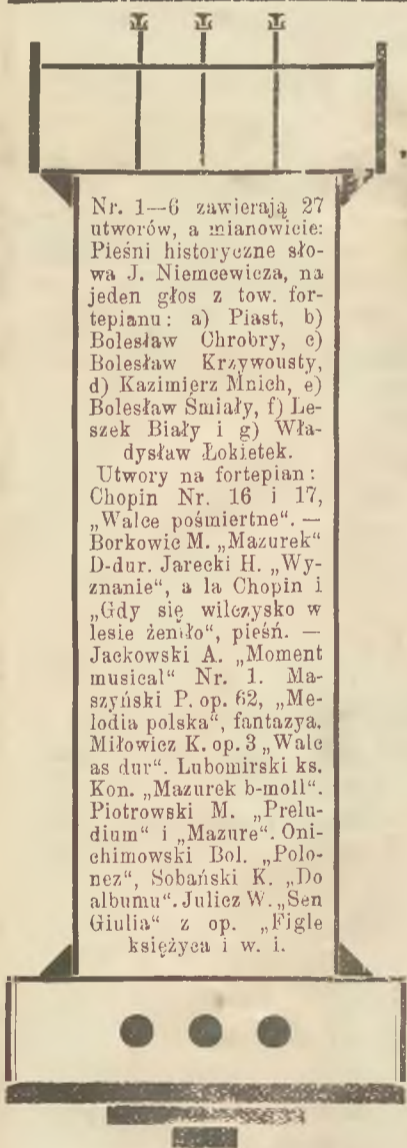 Nr. 1—6 zawierają 27
utworów, a mianowicie:
Pieśni historyczne sło-
wa J. Niemcewicza, na
jeden głos z tow. for-
tepianu: a) Piast, b)
Bolesław Chrobry, c)
Bolesław Krzywousty,
d) Kazimierz Mnich, e)
Bolesław Śmiały, f) Le-
szek Biały i g) Wła-
dysław Łokietek.
Utwory na fortepian:
Chopin Nr. 16 i 17,
„Walce pośmiertne“. —
Borkowic M. „Mazurek“
D-dur. Jarecki H. „Wy-
znanie“, a la Chopin i
„Gdy się wilczysko w
lesie żeniło“, pieśń. —
Jackowski A. „Moment
musical“ Nr. 1. Ma-
szyński P. op. 62, „Me-
lodia polska“, fantazya.
Miłowicz K. op. 3 „Walc
as dur“. Lubomirski ks.
Kon. „Mazurek b-moll“.
Piotrowski M. „Prelu-
dium“ i „Mazure“. Oni-
chimowski Bol. „Polo-
nez“, Sobański K. „Do
albumu“. Julicz W. „Sen
Giulia“ z op. „Figle
księżyca i w. i.